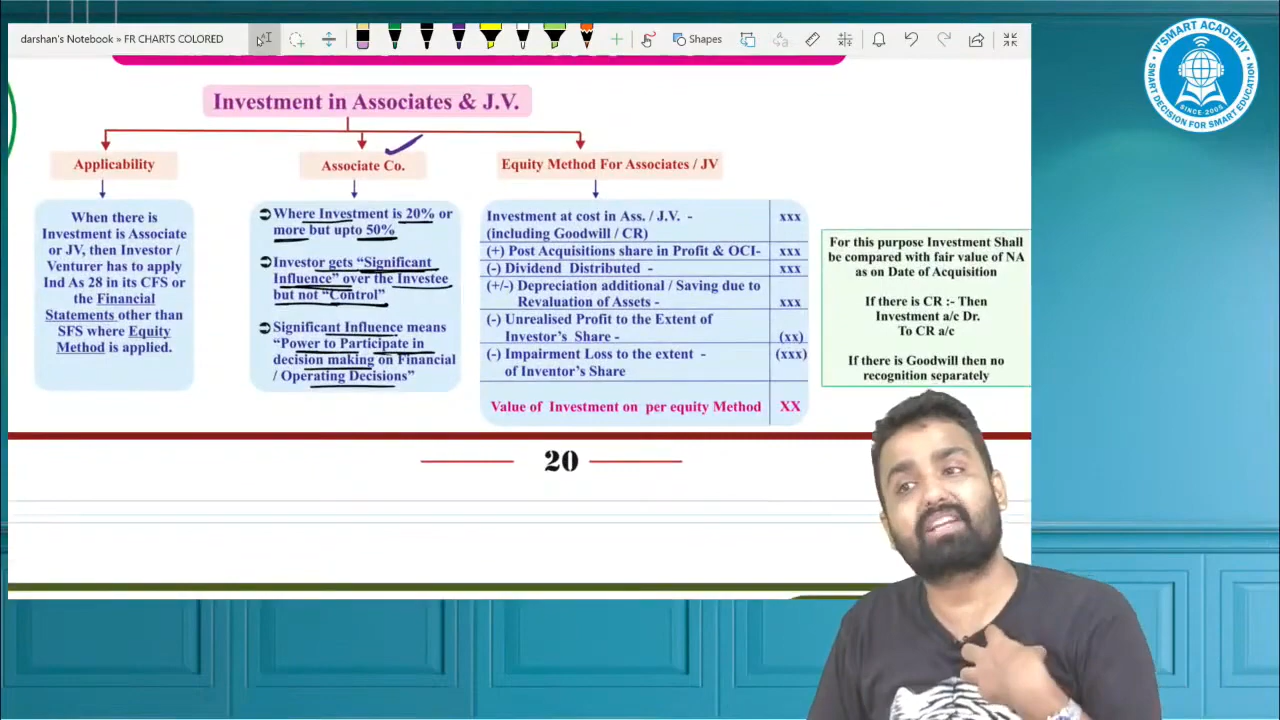 darshan's Notebook » FR CHARTS COLORED
Shapes
V'SMART ACADEMY
SINCE-2005
SMART DECISION FOR SMART EDUCATION
Investment in Associates & J.V.
Applicability
When there is
Investment is Associate
or JV, then Investor /
Venturer has to apply
Ind As 28 in its CFS or
the Financial
Statements other than
SFS where Equity
Method is applied.
Associate Co.
➲ Where Investment is 20% or
more but upto 50%
➲ Investor gets “Significant
Influence” over the Investee
but not “Control”
➲ Significant Influence means
“Power to Participate in
decision making on Financial
/ Operating Decisions”
Equity Method For Associates / JV
Investment at cost in Ass. / J.V. - xxx
(including Goodwill / CR)
(+) Post Acquisitions share in Profit & OCI- xxx
(-) Dividend Distributed - xxx
(+/-) Depreciation additional / Saving due to
Revaluation of Assets - xxx
(-) Unrealised Profit to the Extent of
Investor’s Share - (xx)
(-) Impairment Loss to the extent - (xxx)
of Inventor’s Share
Value of Investment on per equity Method XX
For this purpose Investment Shall
be compared with fair value of NA
as on Date of Acquisition
If there is CR :- Then
Investment a/c Dr.
To CR a/c
If there is Goodwill then no
recognition separately
20